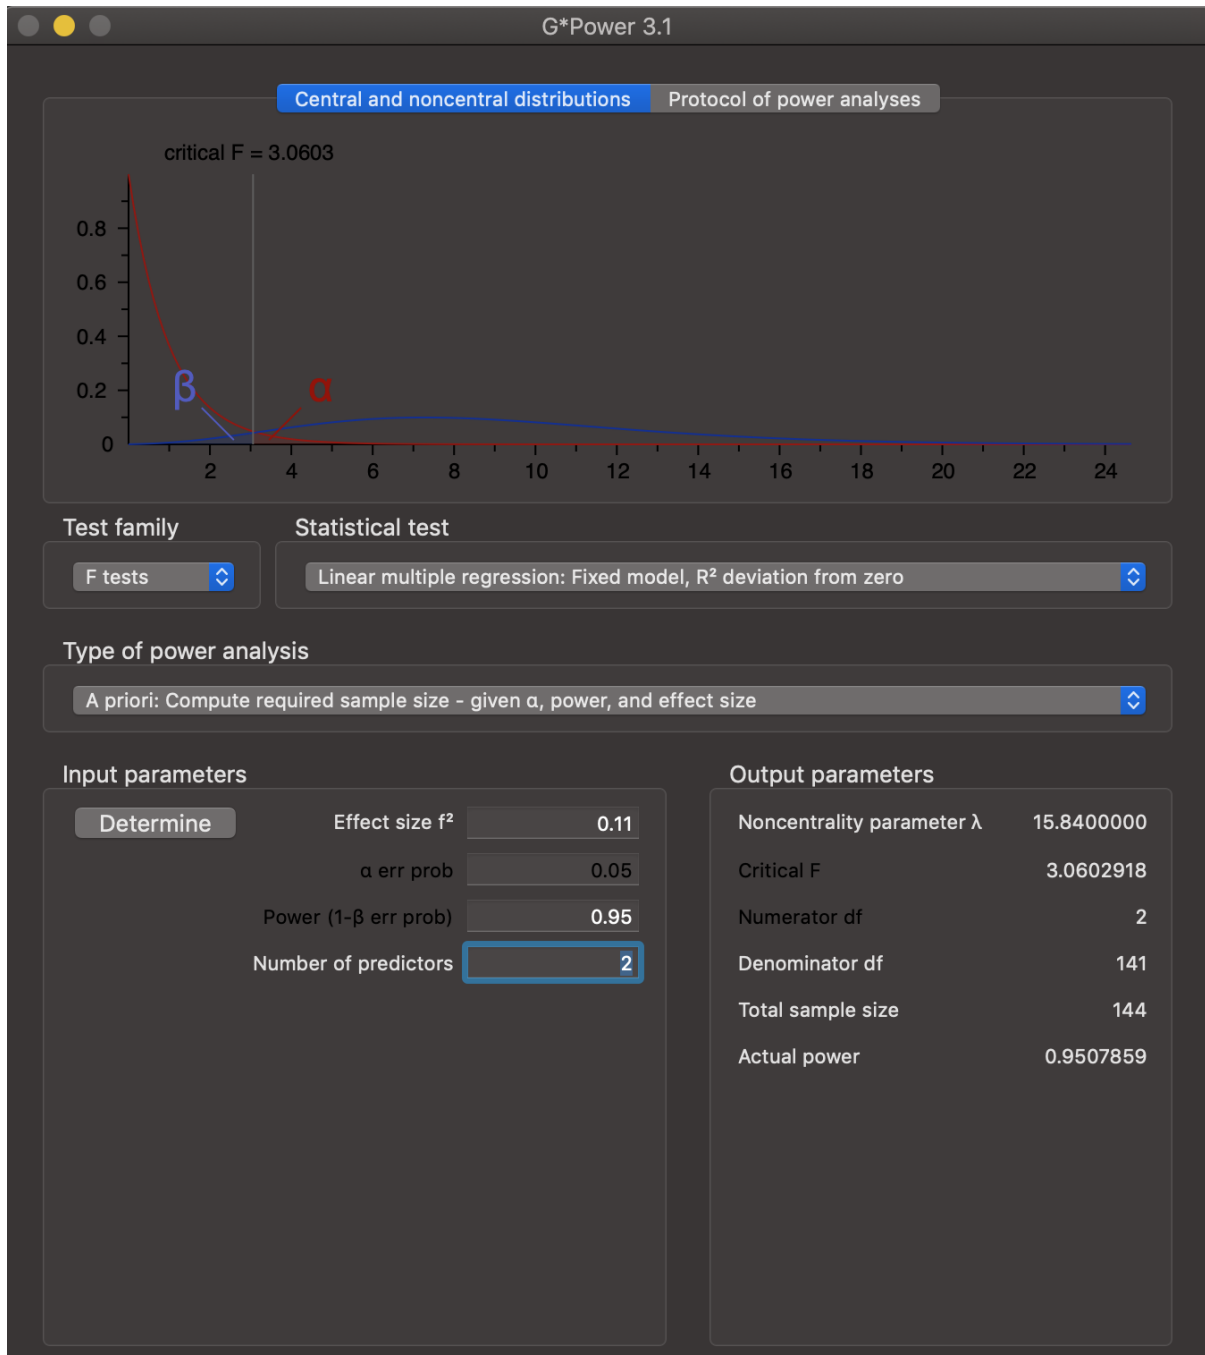 G*Power 3.1
Central and noncentral distributions Protocol of power analyses
critical F = 3.0603
0.8
0.6
0.4
0.2
0
β α
2 4 6 8 10 12 14 16 18 20 22 24
Test family Statistical test
F tests Linear multiple regression: Fixed model, R² deviation from zero
Type of power analysis
A priori: Compute required sample size - given α, power, and effect size
Input parameters Output parameters
Determine Effect size f² 0.11 Noncentrality parameter λ 15.8400000
α err prob 0.05 Critical F 3.0602918
Power (1-β err prob) 0.95 Numerator df 2
Number of predictors 2 Denominator df 141
Total sample size 144
Actual power 0.9507859